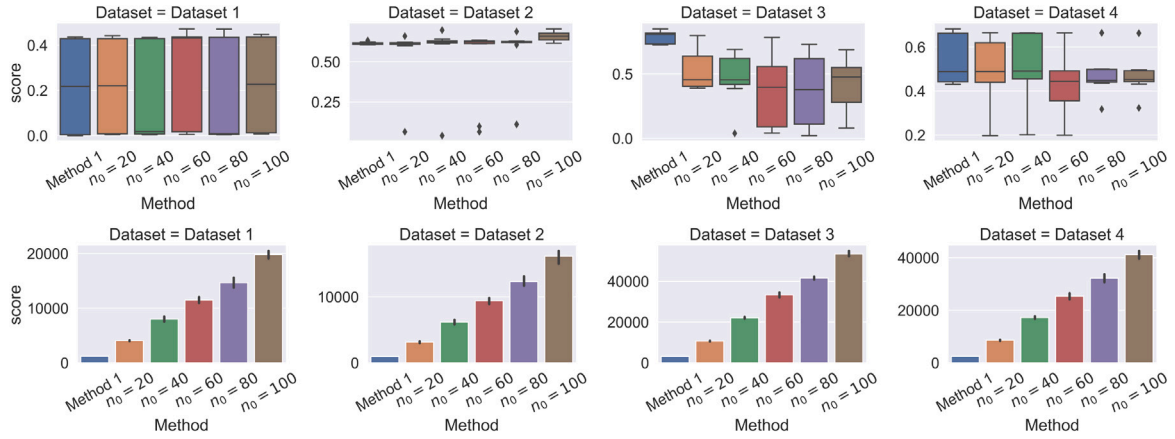 Dataset = Dataset 1
Dataset = Dataset 2
Dataset = Dataset 3
Dataset = Dataset 4
score
0.4
0.2
0.0
0.50
0.25
0.5
0.0
0.6
0.4
0.2
Method 1
n₀ = 20
n₀ = 40
n₀ = 60
n₀ = 80
n₀ = 100
Method 1
n₀ = 20
n₀ = 40
n₀ = 60
n₀ = 80
n₀ = 100
Method 1
n₀ = 20
n₀ = 40
n₀ = 60
n₀ = 80
n₀ = 100
Method 1
n₀ = 20
n₀ = 40
n₀ = 60
n₀ = 80
n₀ = 100
Method
Method
Method
Method
Dataset = Dataset 1
Dataset = Dataset 2
Dataset = Dataset 3
Dataset = Dataset 4
score
20000
10000
0
10000
0
40000
20000
0
40000
20000
0
Method 1
n₀ = 20
n₀ = 40
n₀ = 60
n₀ = 80
n₀ = 100
Method 1
n₀ = 20
n₀ = 40
n₀ = 60
n₀ = 80
n₀ = 100
Method 1
n₀ = 20
n₀ = 40
n₀ = 60
n₀ = 80
n₀ = 100
Method 1
n₀ = 20
n₀ = 40
n₀ = 60
n₀ = 80
n₀ = 100
Method
Method
Method
Method